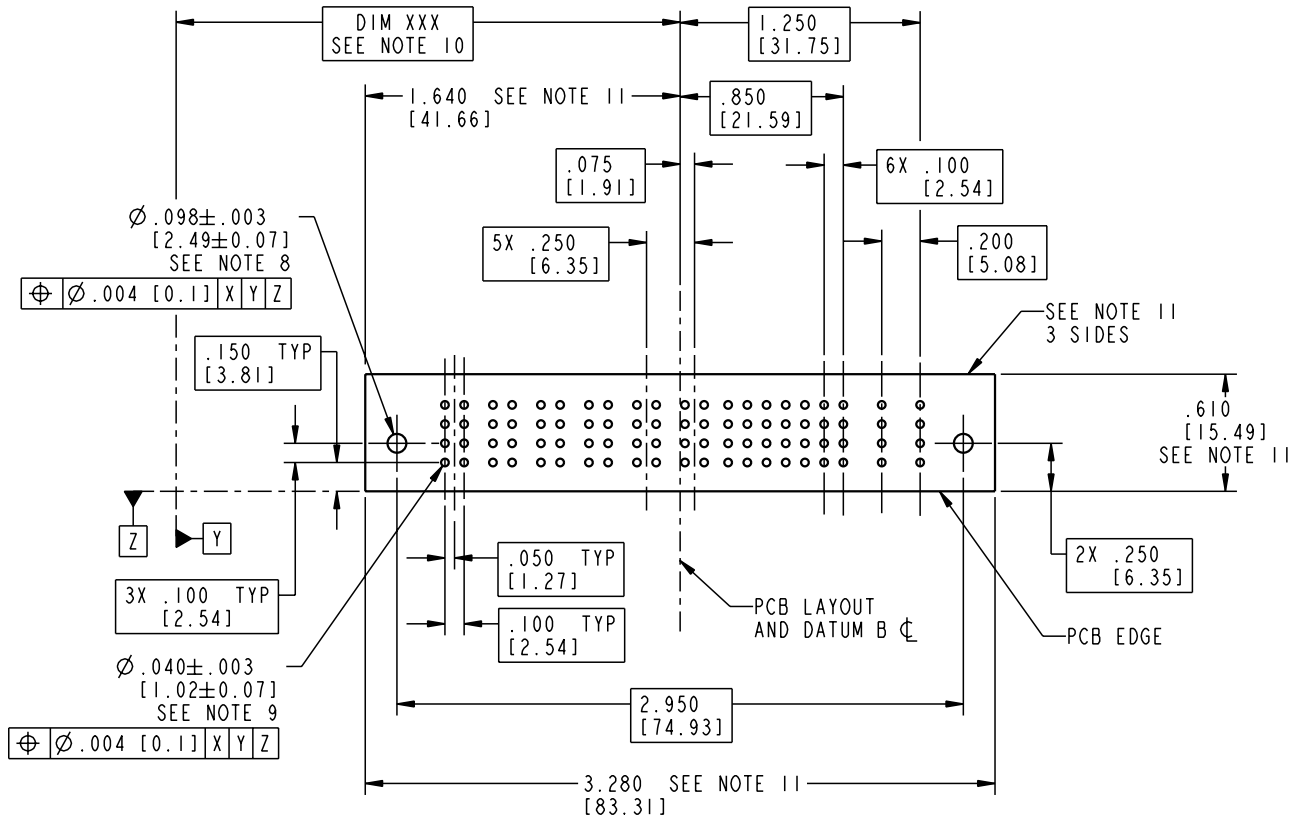 DIM XXX
SEE NOTE 10
1.250
[31.75]
1.640 SEE NOTE 11
[41.66]
.850
[21.59]
.075
[1.91]
6X .100
[2.54]
Ø.098±.003
[2.49±0.07]
SEE NOTE 8
⌖ Ø.004 [0.1] X Y Z
5X .250
[6.35]
.200
[5.08]
SEE NOTE 11
3 SIDES
.150 TYP
[3.81]
.610
[15.49]
SEE NOTE 11
Z
Y
.050 TYP
[1.27]
2X .250
[6.35]
3X .100 TYP
[2.54]
.100 TYP
[2.54]
PCB LAYOUT
AND DATUM B ℄
PCB EDGE
Ø.040±.003
[1.02±0.07]
SEE NOTE 9
⌖ Ø.004 [0.1] X Y Z
2.950
[74.93]
3.280 SEE NOTE 11
[83.31]